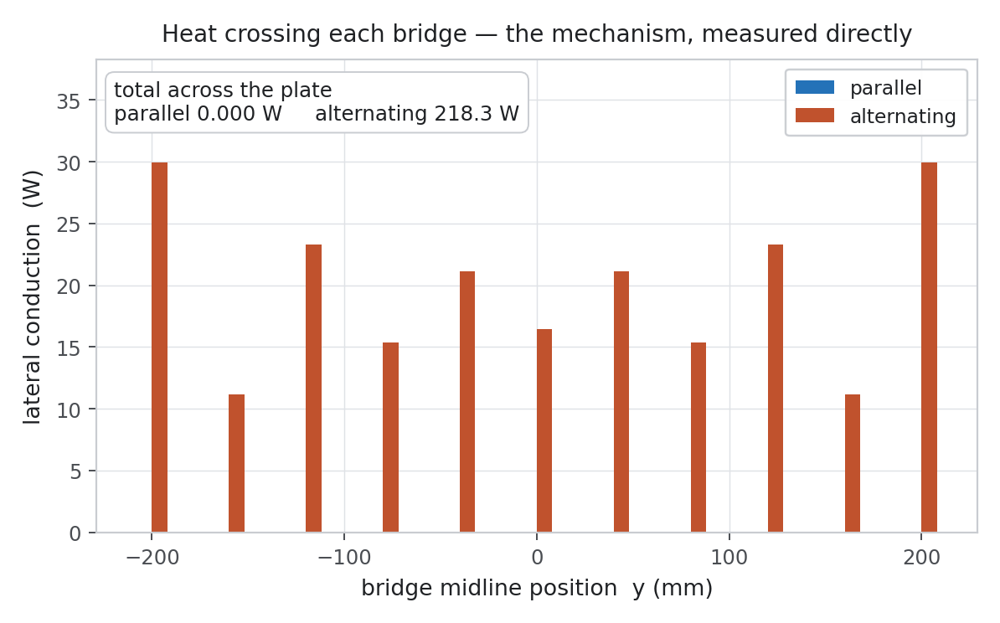 Heat crossing each bridge — the mechanism, measured directly
total across the plate
parallel 0.000 W     alternating 218.3 W
parallel
alternating
lateral conduction  (W)
35
30
25
20
15
10
5
0
−200
−100
0
100
200
bridge midline position  y (mm)